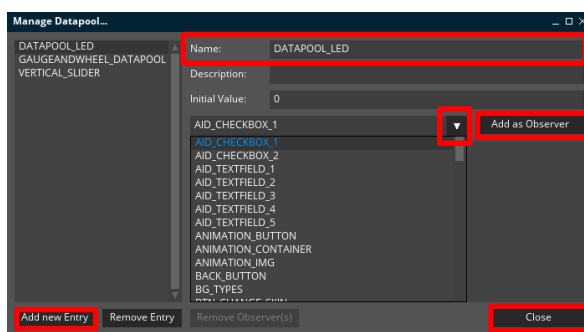 Manage Datapool...
DATAPOOL_LED
GAUGEANDWHEEL_DATAPOOL
VERTICAL_SLIDER
Name: DATAPOOL_LED
Description:
Initial Value: 0
AID_CHECKBOX_1
Add as Observer
AID_CHECKBOX_1
AID_CHECKBOX_2
AID_TEXTFIELD_1
AID_TEXTFIELD_2
AID_TEXTFIELD_3
AID_TEXTFIELD_4
AID_TEXTFIELD_5
ANIMATION_BUTTON
ANIMATION_CONTAINER
ANIMATION_IMG
BACK_BUTTON
BG_TYPES
BTN_CHANGE_SKIN
Add new Entry Remove Entry Remove Observer(s) Close